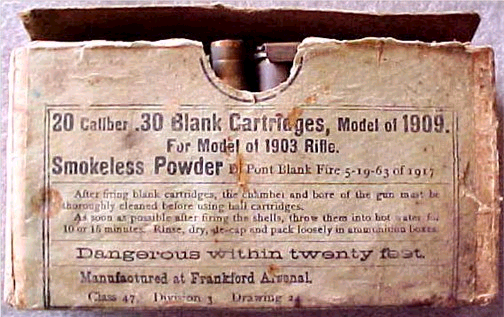 20 Caliber .30 Blank Cartridges, Model of 1909.
For Model of 1903 Rifle.
Smokeless Powder Du Pont Blank Fire 5-19-63 of 1917
After firing blank cartridges, the chamber and bore of the gun must be
thoroughly cleaned before using ball cartridges.
As soon as possible after firing the shells, throw them into hot water for
10 or 15 minutes. Rinse, dry, de-cap and pack loosely in ammunition boxes.
Dangerous within twenty feet.
Manufactured at Frankford Arsenal.
Class 47, Division 3 Drawing 24